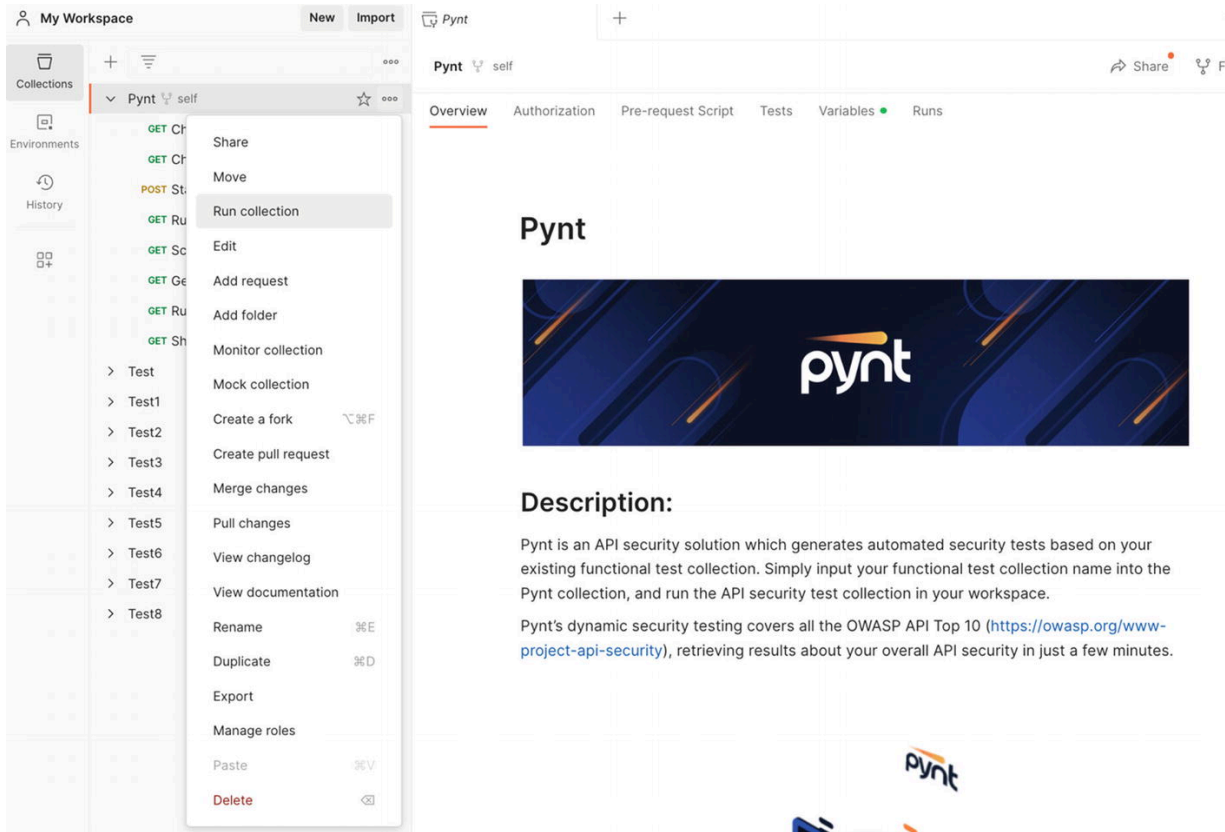 My Workspace
New
Import
Pynt
Collections
Environments
History
Pynt self
GET Ch
GET Ch
POST Sta
GET Ru
GET Sc
GET Ge
GET Ru
GET Sh
Test
Test1
Test2
Test3
Test4
Test5
Test6
Test7
Test8
Share
Move
Run collection
Edit
Add request
Add folder
Monitor collection
Mock collection
Create a fork ⌥⌘F
Create pull request
Merge changes
Pull changes
View changelog
View documentation
Rename ⌘E
Duplicate ⌘D
Export
Manage roles
Paste ⌘V
Delete
Pynt self
Share
F
Overview Authorization Pre-request Script Tests Variables Runs
Pynt
pynt
Description:
Pynt is an API security solution which generates automated security tests based on your
existing functional test collection. Simply input your functional test collection name into the
Pynt collection, and run the API security test collection in your workspace.
Pynt's dynamic security testing covers all the OWASP API Top 10 (https://owasp.org/www-
project-api-security), retrieving results about your overall API security in just a few minutes.
pynt